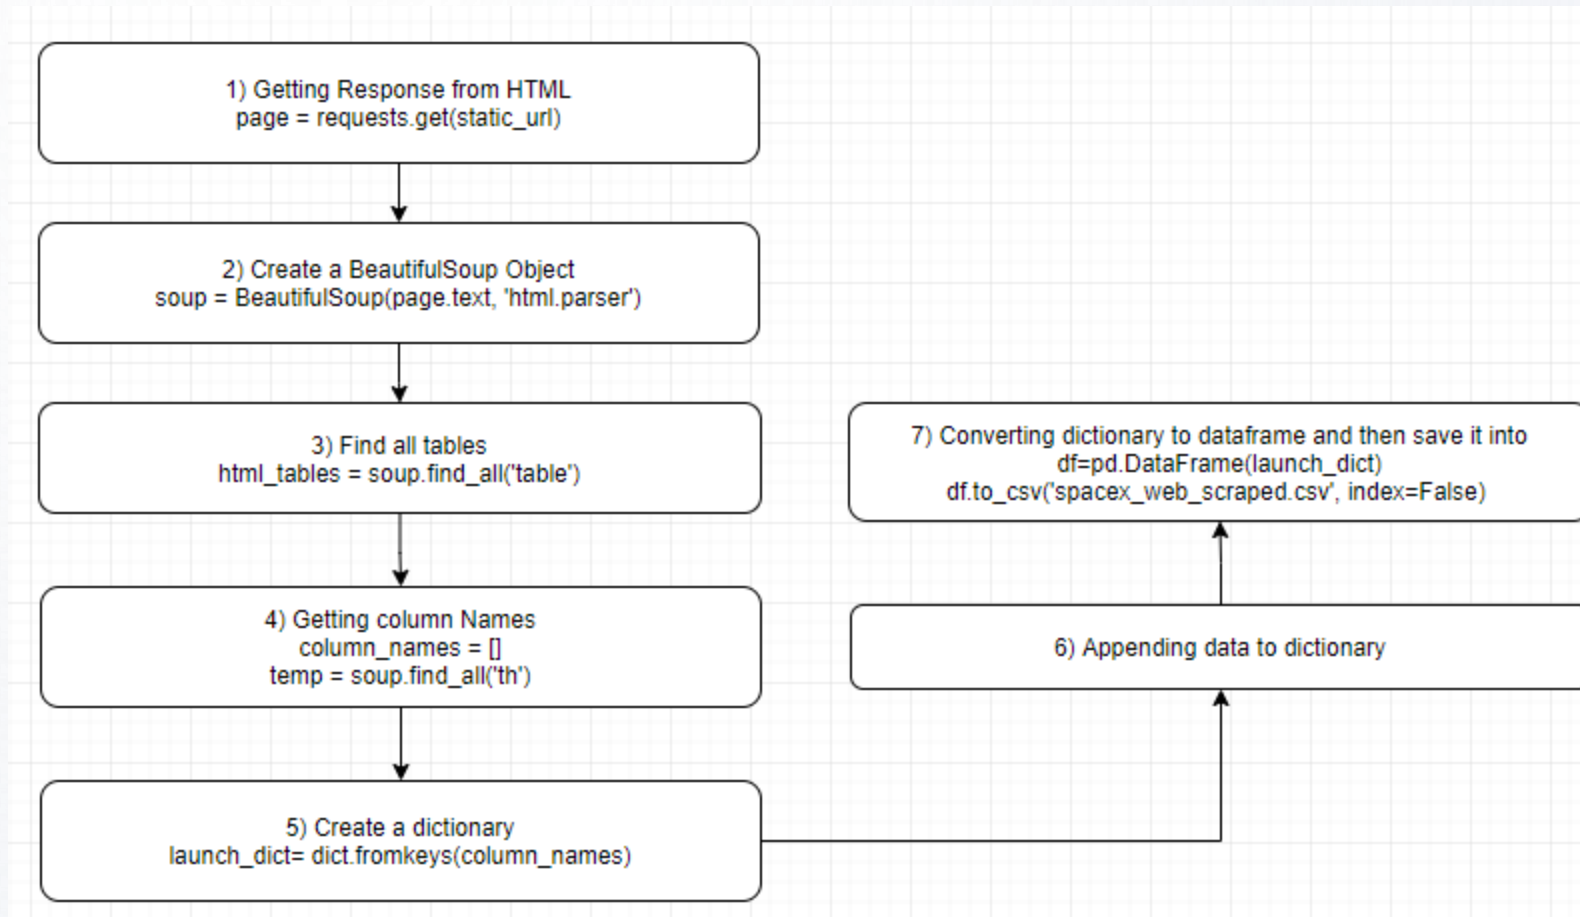 1) Getting Response from HTML
page = requests.get(static_url)
2) Create a BeautifulSoup Object
soup = BeautifulSoup(page.text, 'html.parser')
3) Find all tables
html_tables = soup.find_all('table')
4) Getting column Names
column_names = []
temp = soup.find_all('th')
5) Create a dictionary
launch_dict= dict.fromkeys(column_names)
6) Appending data to dictionary
7) Converting dictionary to dataframe and then save it into
df=pd.DataFrame(launch_dict)
df.to_csv('spacex_web_scraped.csv', index=False)